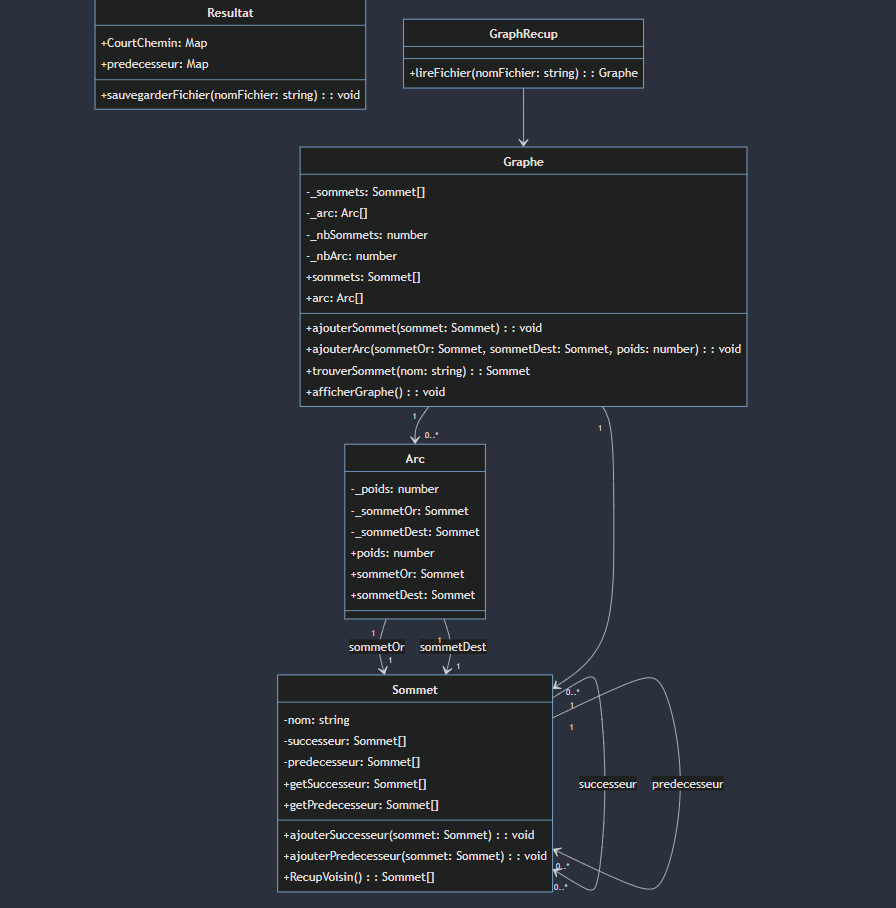 Resultat
+CourtChemin: Map
+predecesseur: Map
+sauvegarderFichier(nomFichier: string) : : void
GraphRecup
+lireFichier(nomFichier: string) : : Graphe
Graphe
-_sommets: Sommet[]
-_arc: Arc[]
-_nbSommets: number
-_nbArc: number
+sommets: Sommet[]
+arc: Arc[]
+ajouterSommet(sommet: Sommet) : : void
+ajouterArc(sommetOr: Sommet, sommetDest: Sommet, poids: number) : : void
+trouverSommet(nom: string) : : Sommet
+afficherGraphe() : : void
1
0..*
1
Arc
-_poids: number
-_sommetOr: Sommet
-_sommetDest: Sommet
+poids: number
+sommetOr: Sommet
+sommetDest: Sommet
1
1
sommetOr
sommetDest
1
1
Sommet
-nom: string
-successeur: Sommet[]
-predecesseur: Sommet[]
+getSuccesseur: Sommet[]
+getPredecesseur: Sommet[]
+ajouterSuccesseur(sommet: Sommet) : : void
+ajouterPredecesseur(sommet: Sommet) : : void
+RecupVoisin() : : Sommet[]
0..*
1
1
successeur
predecesseur
0..*
0..*